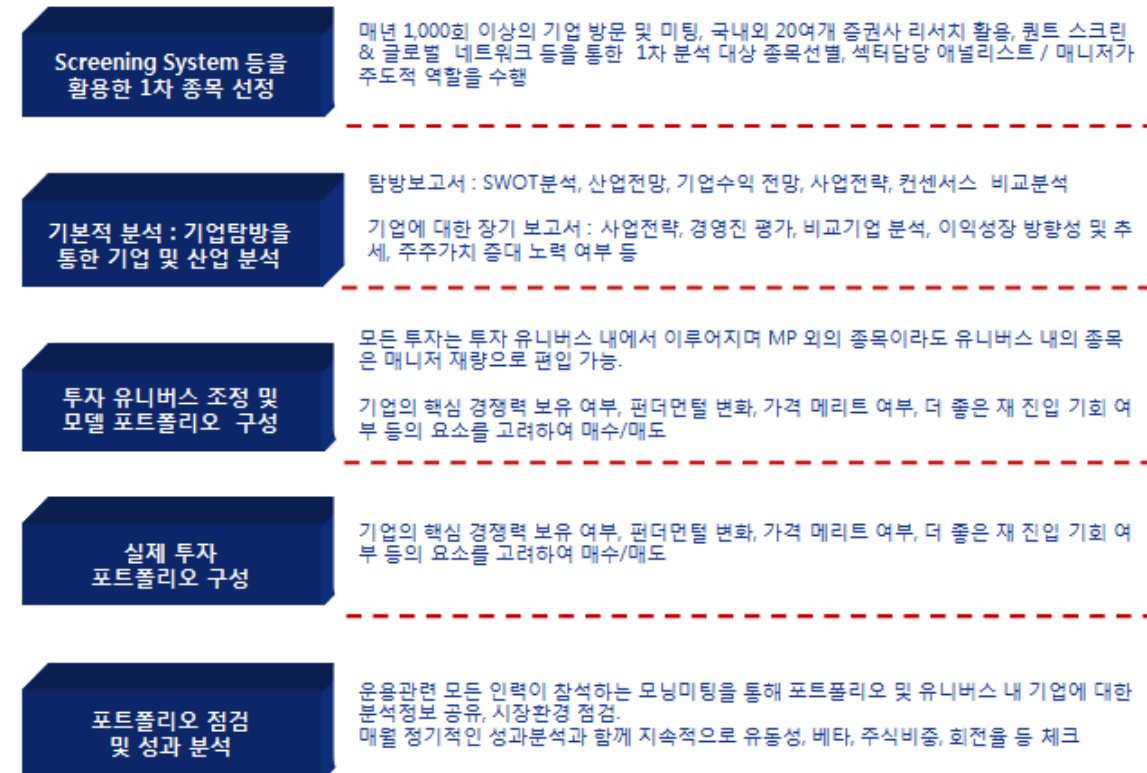 Screening System 등을
활용한 1차 종목 선정
매년 1,000회 이상의 기업 방문 및 미팅, 국내외 20여개 증권사 리서치 활용, 퀀트 스크린
& 글로벌 네트워크 등을 통한 1차 분석 대상 종목선별, 섹터담당 애널리스트 / 매니저가
주도적 역할을 수행
기본적 분석 : 기업탐방을
통한 기업 및 산업 분석
탐방보고서 : SWOT분석, 산업전망, 기업수익 전망, 사업전략, 컨센서스 비교분석
기업에 대한 장기 보고서 : 사업전략, 경영진 평가, 비교기업 분석, 이익성장 방향성 및 추
세, 주주가치 증대 노력 여부 등
투자 유니버스 조정 및
모델 포트폴리오 구성
모든 투자는 투자 유니버스 내에서 이루어지며 MP 외의 종목이라도 유니버스 내의 종목
은 매니저 재량으로 편입 가능.
기업의 핵심 경쟁력 보유 여부, 펀더먼털 변화, 가격 메리트 여부, 더 좋은 재 진입 기회 여
부 등의 요소를 고려하여 매수/매도
실제 투자
포트폴리오 구성
기업의 핵심 경쟁력 보유 여부, 펀더먼털 변화, 가격 메리트 여부, 더 좋은 재 진입 기회 여
부 등의 요소를 고려하여 매수/매도
포트폴리오 점검
및 성과 분석
운용관련 모든 인력이 참석하는 모닝미팅을 통해 포트폴리오 및 유니버스 내 기업에 대한
분석정보 공유, 시장환경 점검.
매월 정기적인 성과분석과 함께 지속적으로 유동성, 베타, 주식비중, 회전율 등 체크